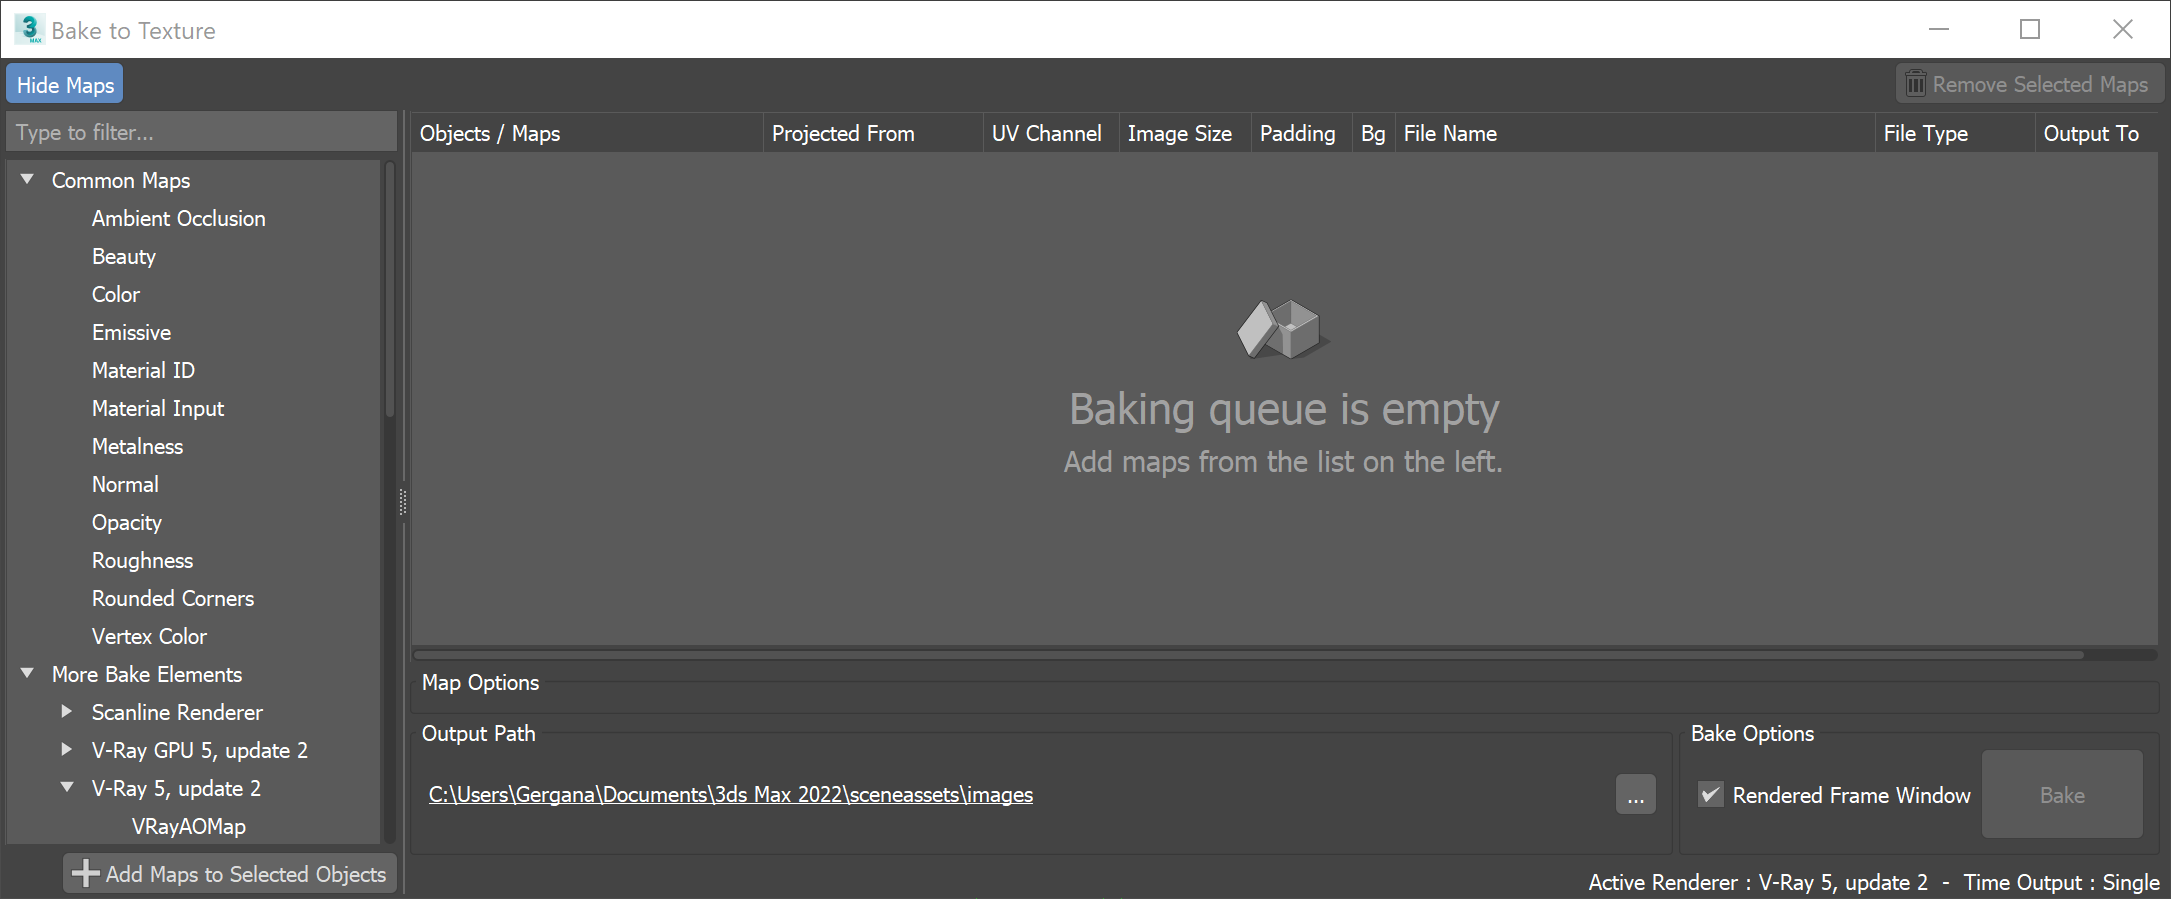 3
MAX
Bake to Texture
Hide Maps
Remove Selected Maps
Type to filter...
Common Maps
Ambient Occlusion
Beauty
Color
Emissive
Material ID
Material Input
Metalness
Normal
Opacity
Roughness
Rounded Corners
Vertex Color
More Bake Elements
Scanline Renderer
V-Ray GPU 5, update 2
V-Ray 5, update 2
VRayAOMap
Add Maps to Selected Objects
Objects / Maps Projected From UV Channel Image Size Padding Bg File Name File Type Output To
Baking queue is empty
Add maps from the list on the left.
Map Options
Output Path
C:\Users\Gergana\Documents\3ds Max 2022\sceneassets\images
...
Bake Options
Rendered Frame Window
Bake
Active Renderer : V-Ray 5, update 2 - Time Output : Single